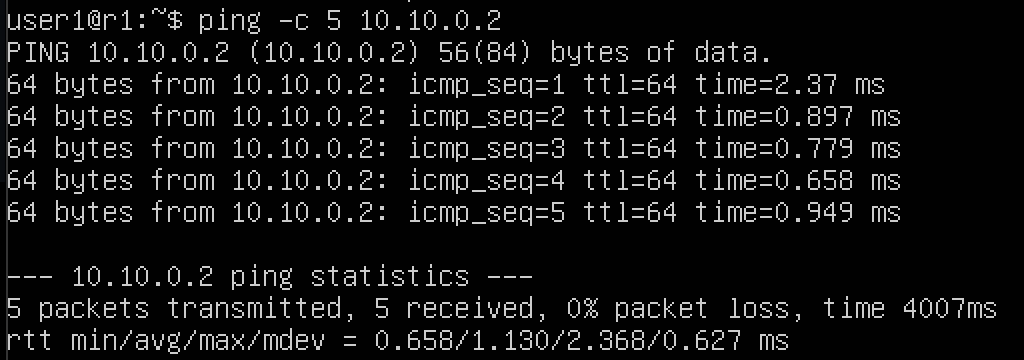 user1@r1:~$ ping -c 5 10.10.0.2
PING 10.10.0.2 (10.10.0.2) 56(84) bytes of data.
64 bytes from 10.10.0.2: icmp_seq=1 ttl=64 time=2.37 ms
64 bytes from 10.10.0.2: icmp_seq=2 ttl=64 time=0.897 ms
64 bytes from 10.10.0.2: icmp_seq=3 ttl=64 time=0.779 ms
64 bytes from 10.10.0.2: icmp_seq=4 ttl=64 time=0.658 ms
64 bytes from 10.10.0.2: icmp_seq=5 ttl=64 time=0.949 ms

--- 10.10.0.2 ping statistics ---
5 packets transmitted, 5 received, 0% packet loss, time 4007ms
rtt min/avg/max/mdev = 0.658/1.130/2.368/0.627 ms